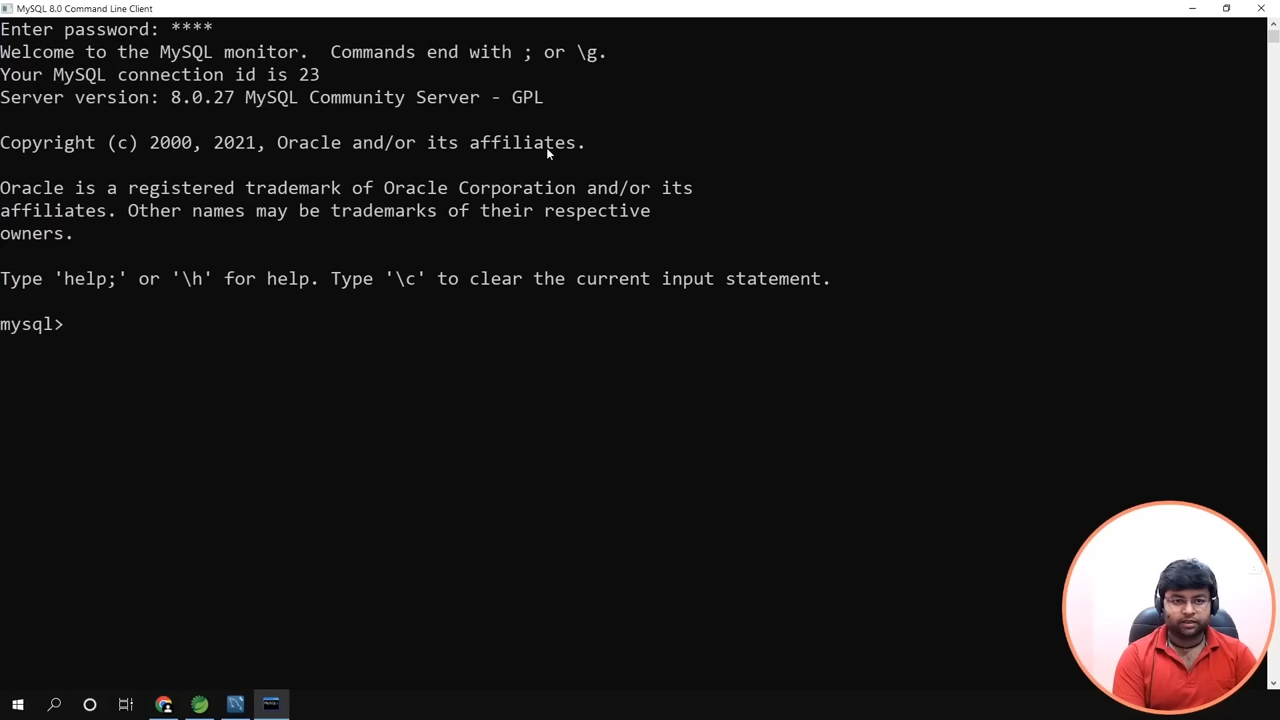 MySQL 8.0 Command Line Client
Enter password: ****
Welcome to the MySQL monitor.  Commands end with ; or \g.
Your MySQL connection id is 23
Server version: 8.0.27 MySQL Community Server - GPL
Copyright (c) 2000, 2021, Oracle and/or its affiliates.
Oracle is a registered trademark of Oracle Corporation and/or its
affiliates. Other names may be trademarks of their respective
owners.
Type 'help;' or '\h' for help. Type '\c' to clear the current input statement.
mysql>